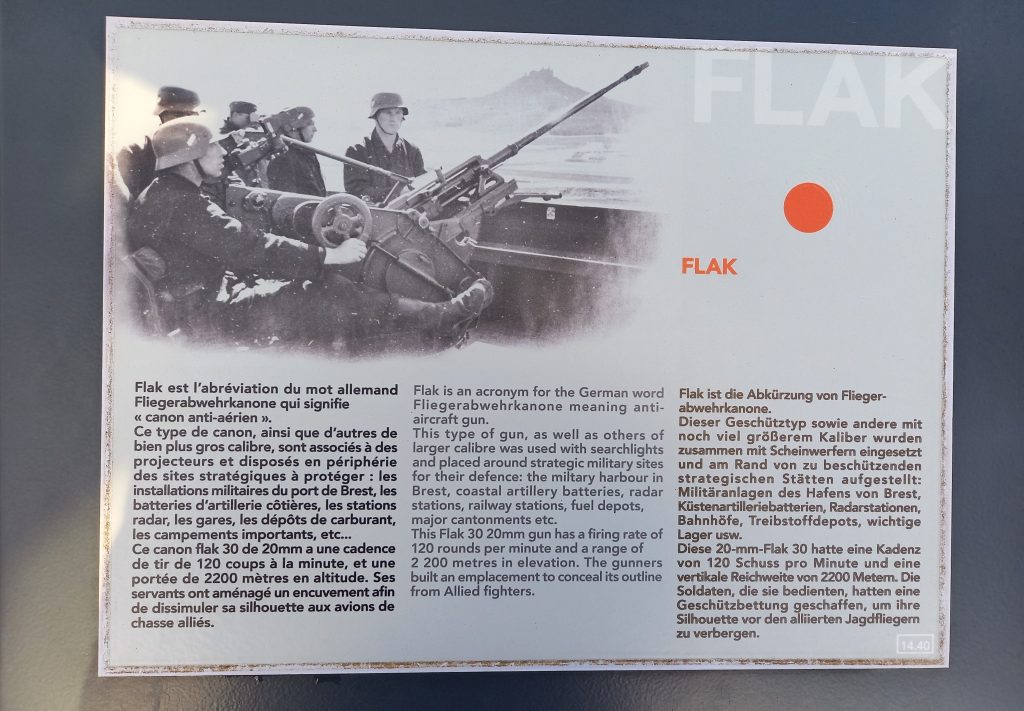 FLAK
FLAK
Flak est l'abréviation du mot allemand
Fliegerabwehrkanone qui signifie
« canon anti-aérien ».
Ce type de canon, ainsi que d'autres de
bien plus gros calibre, sont associés à des
projecteurs et disposés en périphérie
des sites stratégiques à protéger : les
installations militaires du port de Brest, les
batteries d'artillerie côtières, les stations
radar, les gares, les dépôts de carburant,
les campements importants, etc...
Ce canon flak 30 de 20mm a une cadence
de tir de 120 coups à la minute, et une
portée de 2200 mètres en altitude. Ses
servants ont aménagé un encuvement afin
de dissimuler sa silhouette aux avions de
chasse alliés.
Flak is an acronym for the German word
Fliegerabwehrkanone meaning anti-
aircraft gun.
This type of gun, as well as others of
larger calibre was used with searchlights
and placed around strategic military sites
for their defence: the miltary harbour in
Brest, coastal artillery batteries, radar
stations, railway stations, fuel depots,
major cantonments etc.
This Flak 30 20mm gun has a firing rate of
120 rounds per minute and a range of
2 200 metres in elevation. The gunners
built an emplacement to conceal its outline
from Allied fighters.
Flak ist die Abkürzung von Flieger-
abwehrkanone.
Dieser Geschütztyp sowie andere mit
noch viel größerem Kaliber wurden
zusammen mit Scheinwerfern eingesetzt
und am Rand von zu beschützenden
strategischen Stätten aufgestellt:
Militäranlagen des Hafens von Brest,
Küstenartilleriebatterien, Radarstationen,
Bahnhöfe, Treibstoffdepots, wichtige
Lager usw.
Diese 20-mm-Flak 30 hatte eine Kadenz
von 120 Schuss pro Minute und eine
vertikale Reichweite von 2200 Metern. Die
Soldaten, die sie bedienten, hatten eine
Geschützbettung geschaffen, um ihre
Silhouette vor den alliierten Jagdfliegern
zu verbergen.
14.40